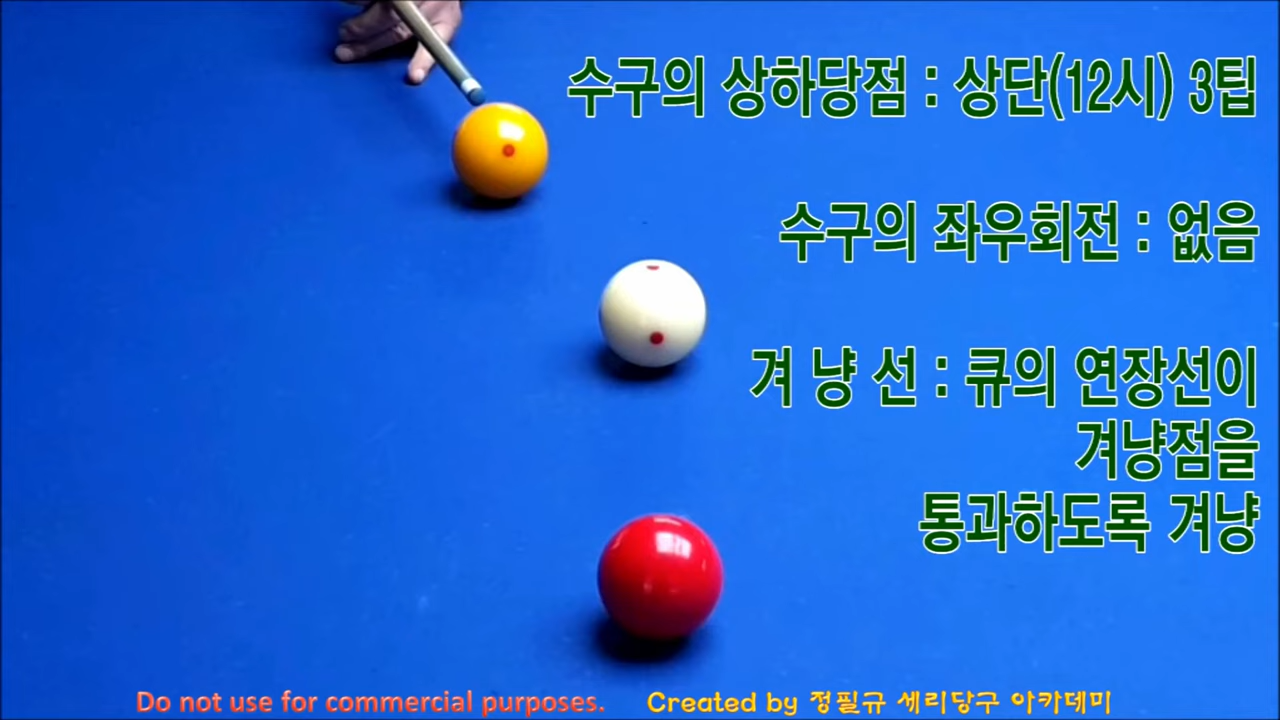 수구의 상하당점 : 상단(12시) 3팁
수구의 좌우회전 : 없음
겨 냥 선 : 큐의 연장선이
겨냥점을
통과하도록 겨냥
Do not use for commercial purposes. Created by 정필규 세리당구 아카데미